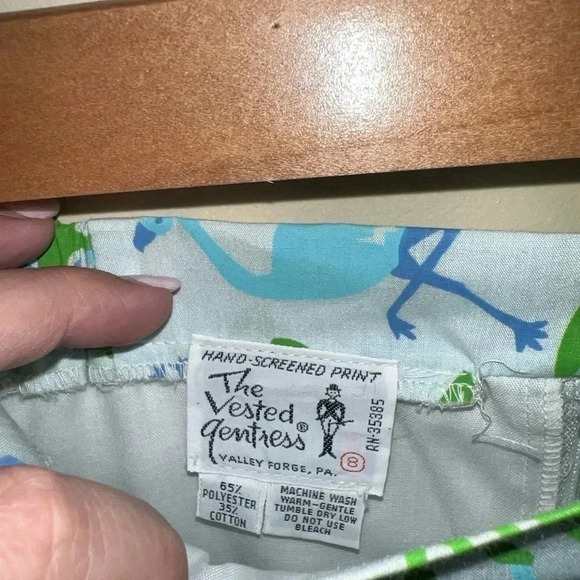 HAND-SCREENED PRINT
The
Vested
Gentress®
VALLEY FORGE, PA.
8
RN-35385
65%
POLYESTER
35%
COTTON
MACHINE WASH
WARM-GENTLE
TUMBLE DRY LOW
DO NOT USE
BLEACH